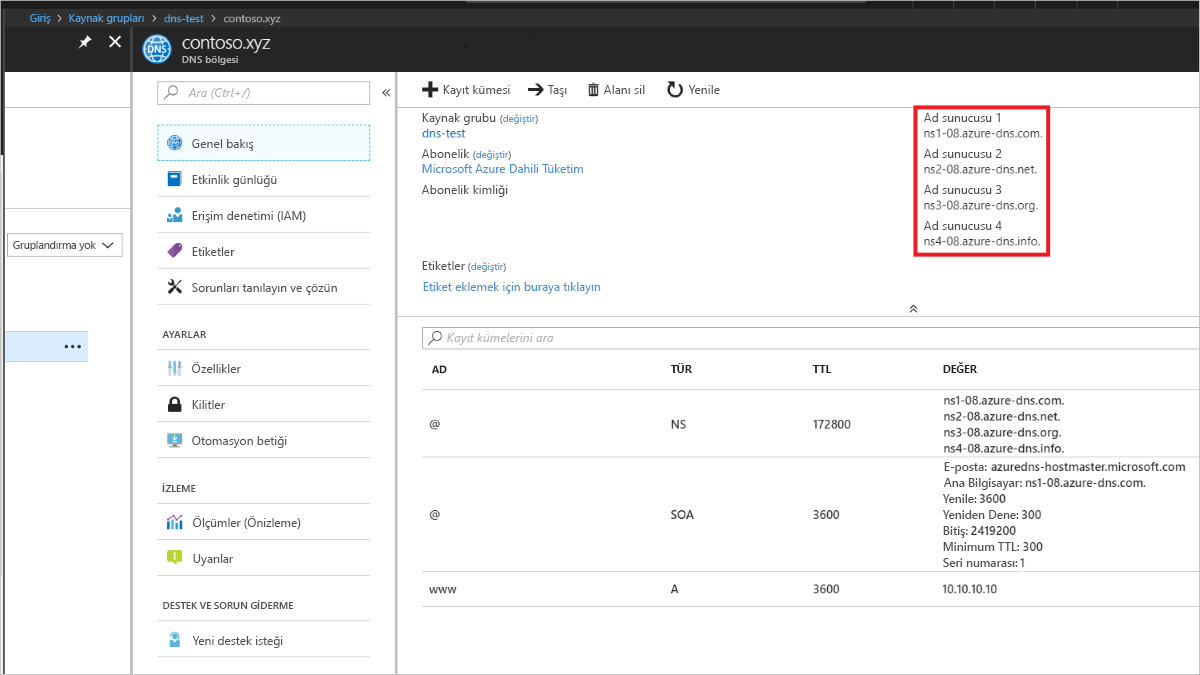 Giriş > Kaynak grupları > dns-test > contoso.xyz
contoso.xyz
DNS bölgesi
DNS
Gruplandırma yok
Ara (Ctrl+/)
Genel bakış
Etkinlik günlüğü
Erişim denetimi (IAM)
Etiketler
Sorunları tanılayın ve çözün
AYARLAR
Özellikler
Kilitler
Otomasyon betiği
İZLEME
Ölçümler (Önizleme)
Uyarılar
DESTEK VE SORUN GİDERME
Yeni destek isteği
Kayıt kümesi Taşı Alanı sil Yenile
Kaynak grubu (değiştir)
dns-test
Abonelik (değiştir)
Microsoft Azure Dahili Tüketim
Abonelik kimliği
Etiketler (değiştir)
Etiket eklemek için buraya tıklayın
Ad sunucusu 1
ns1-08.azure-dns.com.
Ad sunucusu 2
ns2-08.azure-dns.net.
Ad sunucusu 3
ns3-08.azure-dns.org.
Ad sunucusu 4
ns4-08.azure-dns.info.
Kayıt kümelerini ara
AD TÜR TTL DEĞER
@ NS 172800
ns1-08.azure-dns.com.
ns2-08.azure-dns.net.
ns3-08.azure-dns.org.
ns4-08.azure-dns.info.
@ SOA 3600
E-posta: azuredns-hostmaster.microsoft.com
Ana Bilgisayar: ns1-08.azure-dns.com.
Yenile: 3600
Yeniden Dene: 300
Bitiş: 2419200
Minimum TTL: 300
Seri numarası: 1
www A 3600 10.10.10.10